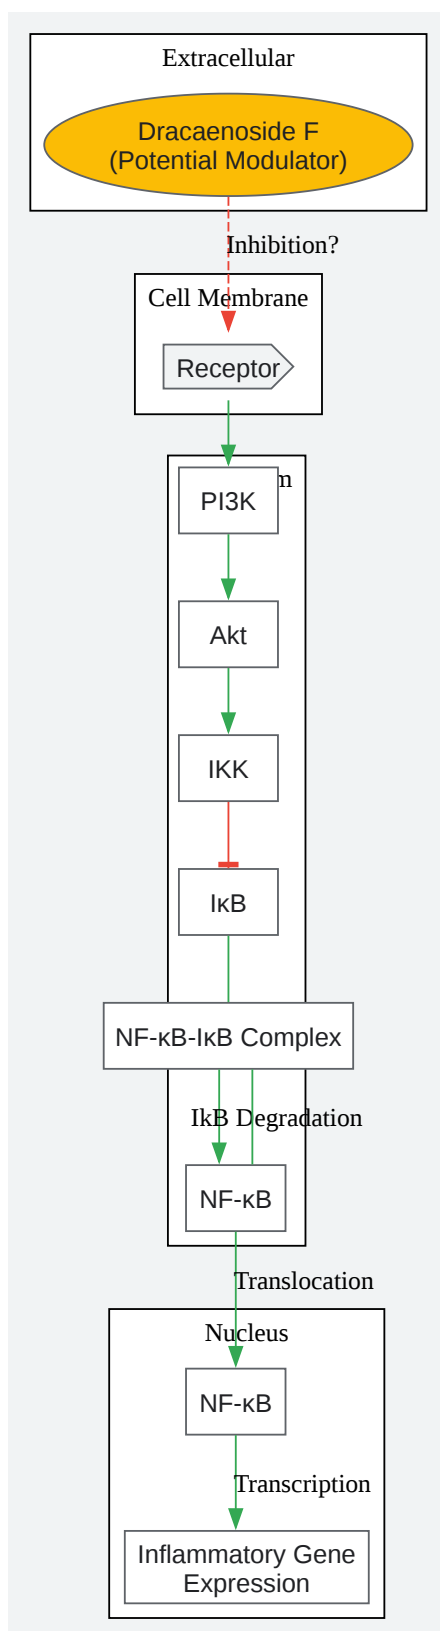 Extracellular
Dracaenoside F
(Potential Modulator)
Inhibition?
Cell Membrane
Receptor
PI3K
Akt
IKK
IκB
NF-κB-IκB Complex
IkB Degradation
NF-κB
Translocation
Nucleus
NF-κB
Transcription
Inflammatory Gene
Expression